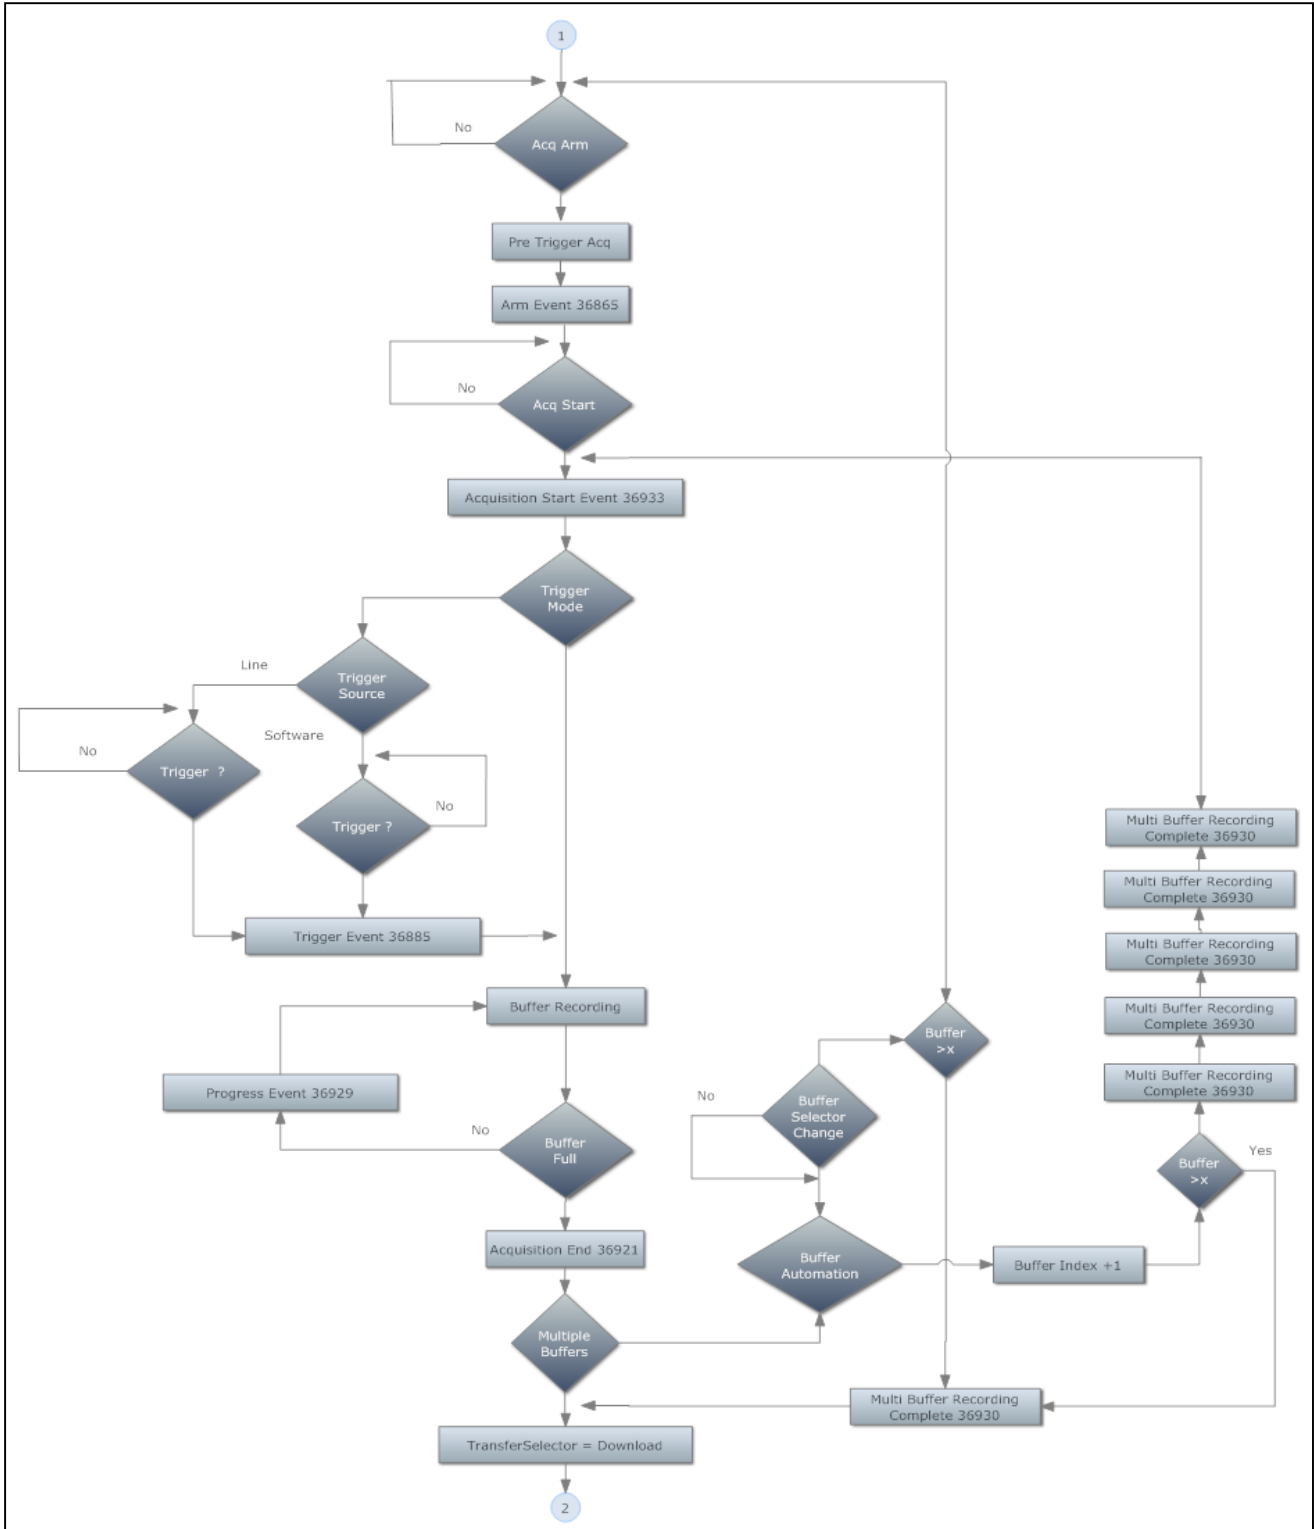 1
No
Acq Arm
Pre Trigger Acq
Arm Event 36865
No
Acq Start
Acquisition Start Event 36933
Trigger
Mode
Line
Trigger
Source
Software
No
Trigger ?
No
Trigger ?
Trigger Event 36885
Buffer Recording
Progress Event 36929
No
Buffer
Full
Acquisition End 36921
Multiple
Buffers
TransferSelector = Download
2
Buffer
>x
No
Buffer
Selector
Change
Buffer
Automation
Buffer Index +1
Multi Buffer Recording
Complete 36930
Multi Buffer Recording
Complete 36930
Multi Buffer Recording
Complete 36930
Multi Buffer Recording
Complete 36930
Multi Buffer Recording
Complete 36930
Buffer
>x
Yes
Multi Buffer Recording
Complete 36930